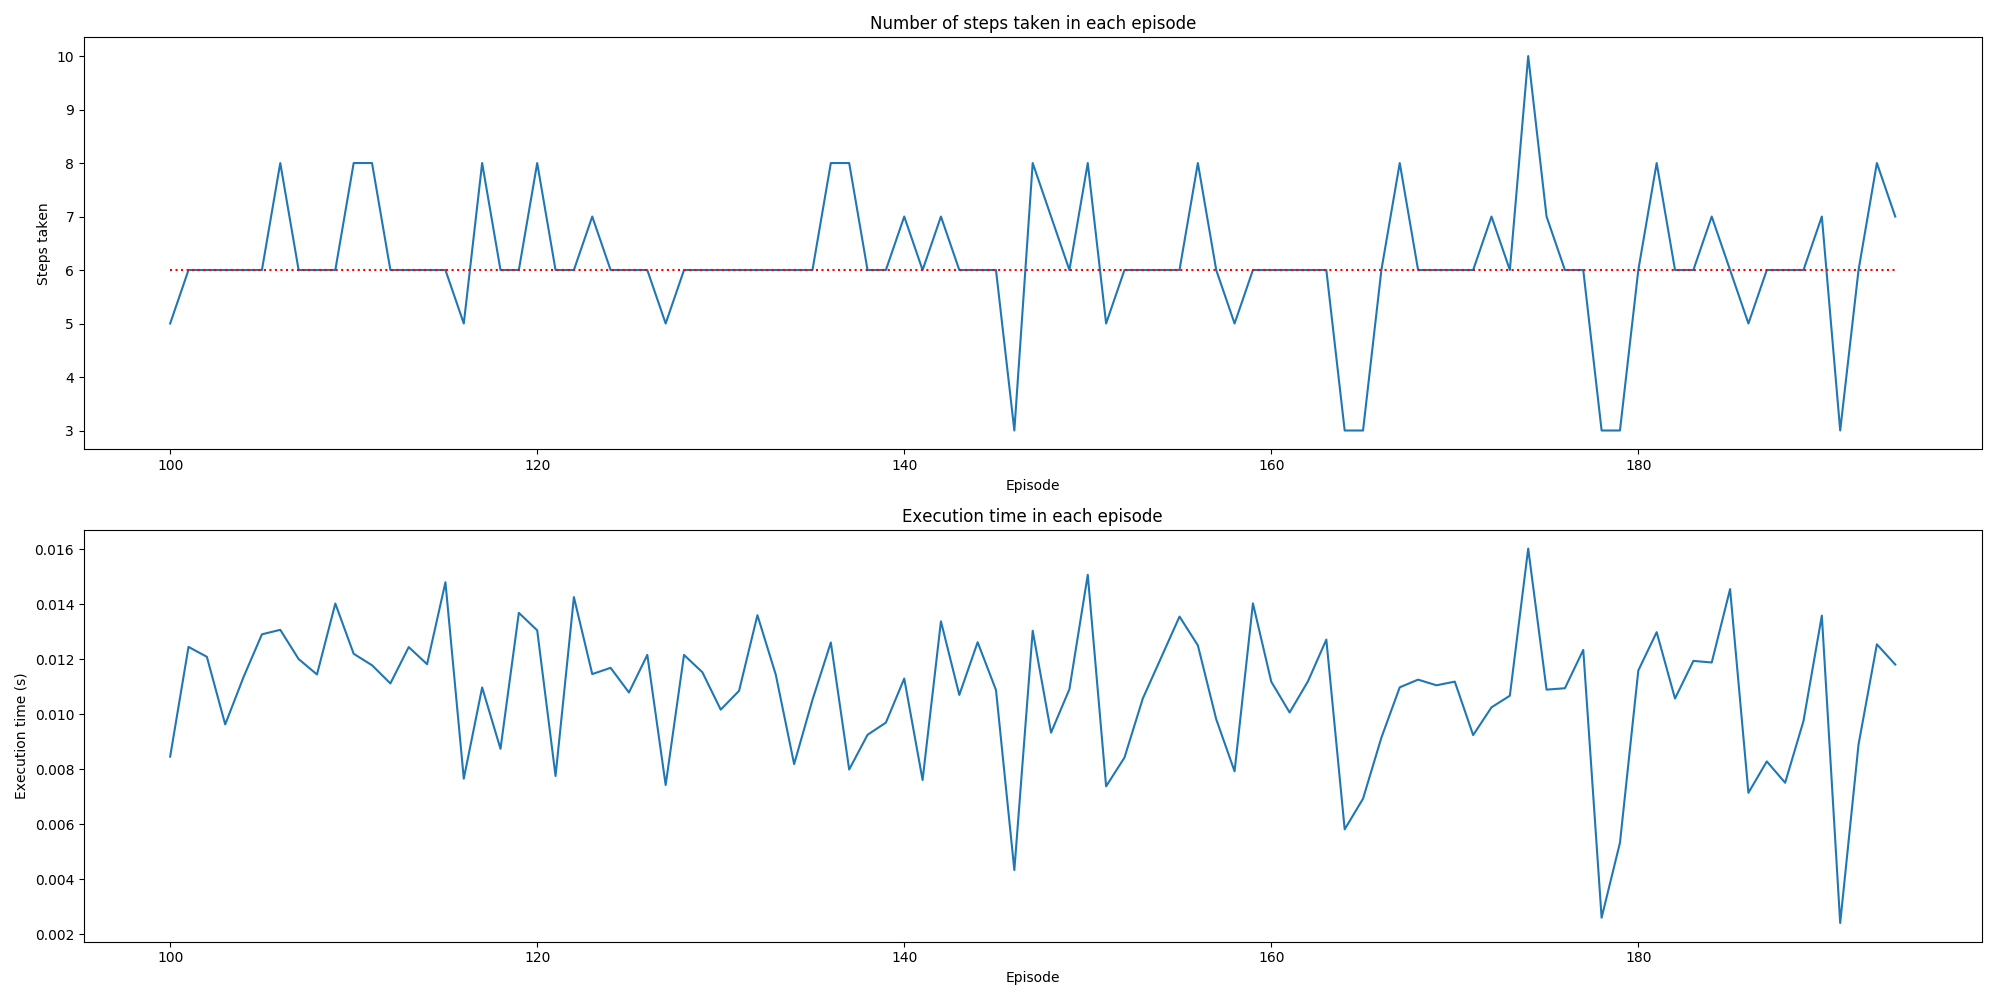 Number of steps taken in each episode
10
9
8
7
6
5
4
3
Steps taken
100 120 140 160 180
Episode
Execution time in each episode
0.016
0.014
0.012
0.010
0.008
0.006
0.004
0.002
Execution time (s)
100 120 140 160 180
Episode